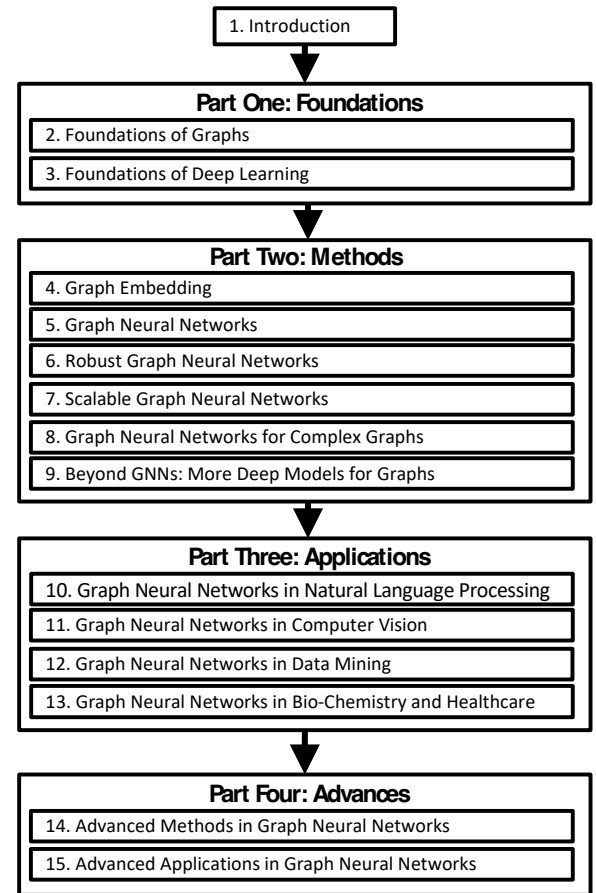 1. Introduction
Part One: Foundations
2. Foundations of Graphs
3. Foundations of Deep Learning
Part Two: Methods
4. Graph Embedding
5. Graph Neural Networks
6. Robust Graph Neural Networks
7. Scalable Graph Neural Networks
8. Graph Neural Networks for Complex Graphs
9. Beyond GNNs: More Deep Models for Graphs
Part Three: Applications
10. Graph Neural Networks in Natural Language Processing
11. Graph Neural Networks in Computer Vision
12. Graph Neural Networks in Data Mining
13. Graph Neural Networks in Bio-Chemistry and Healthcare
Part Four: Advances
14. Advanced Methods in Graph Neural Networks
15. Advanced Applications in Graph Neural Networks